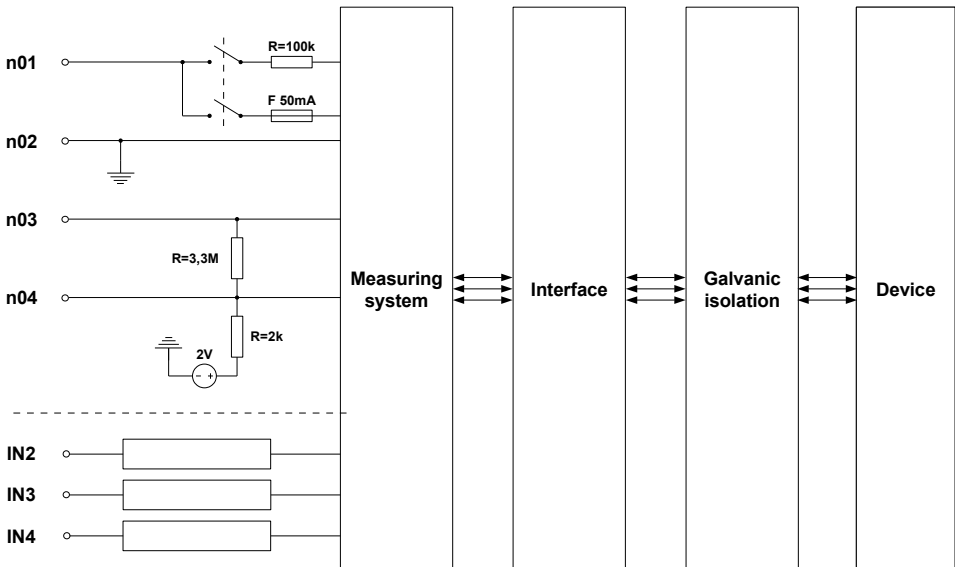 n01
R=100k
F 50mA
n02
n03
R=3,3M
n04
R=2k
2V
- +
IN2
IN3
IN4
Measuring
system
Interface
Galvanic
isolation
Device